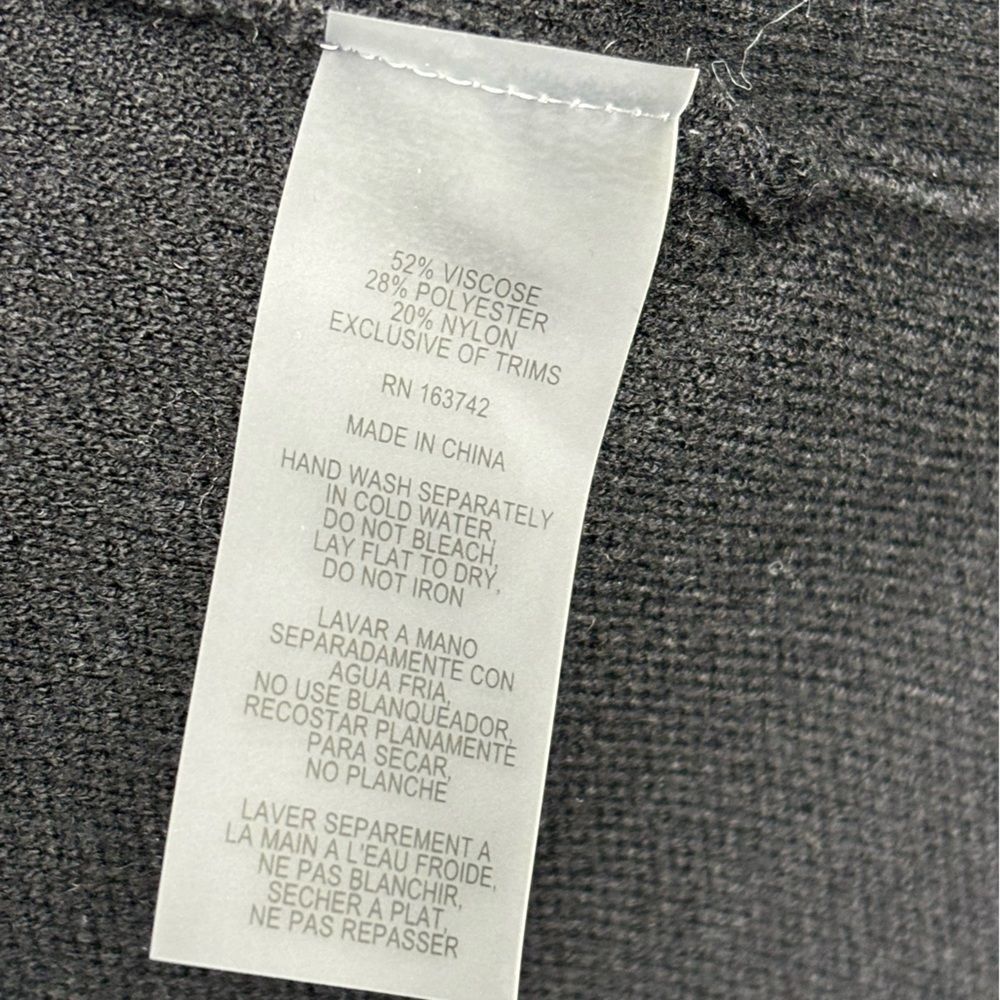 52% VISCOSE
28% POLYESTER
20% NYLON
EXCLUSIVE OF TRIMS
RN 163742
MADE IN CHINA
HAND WASH SEPARATELY
IN COLD WATER,
DO NOT BLEACH,
LAY FLAT TO DRY,
DO NOT IRON
LAVAR A MANO
SEPARADAMENTE CON
AGUA FRIA,
NO USE BLANQUEADOR,
RECOSTAR PLANAMENTE
PARA SECAR,
NO PLANCHE
LAVER SEPAREMENT A
LA MAIN A L'EAU FROIDE,
NE PAS BLANCHIR,
SECHER A PLAT,
NE PAS REPASSER